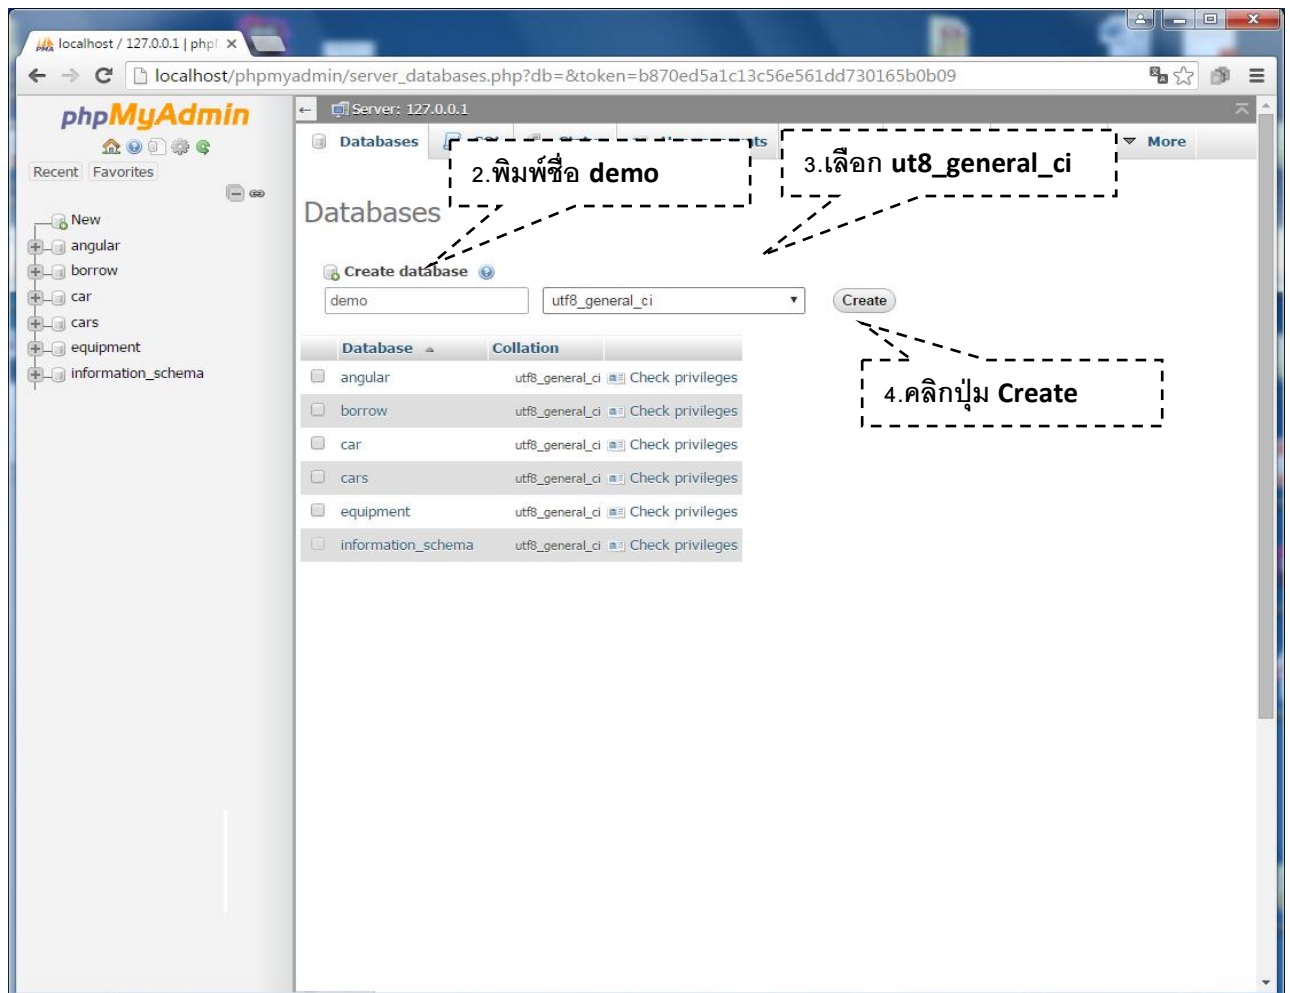 localhost / 127.0.0.1 | phpl
localhost/phpmyadmin/server_databases.php?db=&token=b870ed5a1c13c56e561dd730165b0b09
phpMyAdmin
Recent Favorites
New
angular
borrow
car
cars
equipment
information_schema
Server: 127.0.0.1
Databases
More
2.พิมพ์ชื่อ demo
3.เลือก ut8_general_ci
Databases
Create database
demo
utf8_general_ci
Create
4.คลิกปุ่ม Create
Database Collation
angular utf8_general_ci Check privileges
borrow utf8_general_ci Check privileges
car utf8_general_ci Check privileges
cars utf8_general_ci Check privileges
equipment utf8_general_ci Check privileges
information_schema utf8_general_ci Check privileges